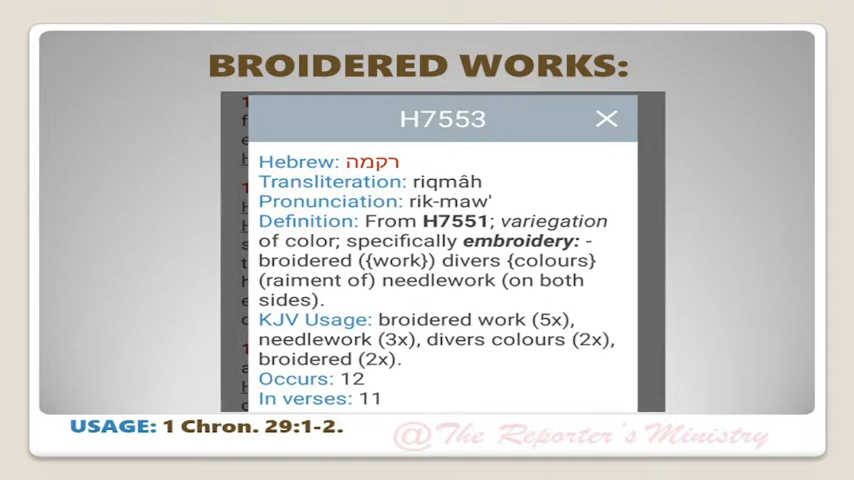 BROIDERED WORKS:
H7553 ×
Hebrew: רקמה
Transliteration: riqmâh
Pronunciation: rik-maw'
Definition: From H7551; variegation
of color; specifically embroidery: -
broidered ({work}) divers {colours}
(raiment of) needlework (on both
sides).
KJV Usage: broidered work (5x),
needlework (3x), divers colours (2x),
broidered (2x).
Occurs: 12
In verses: 11
USAGE: 1 Chron. 29:1-2.
@The Reporter's Ministry